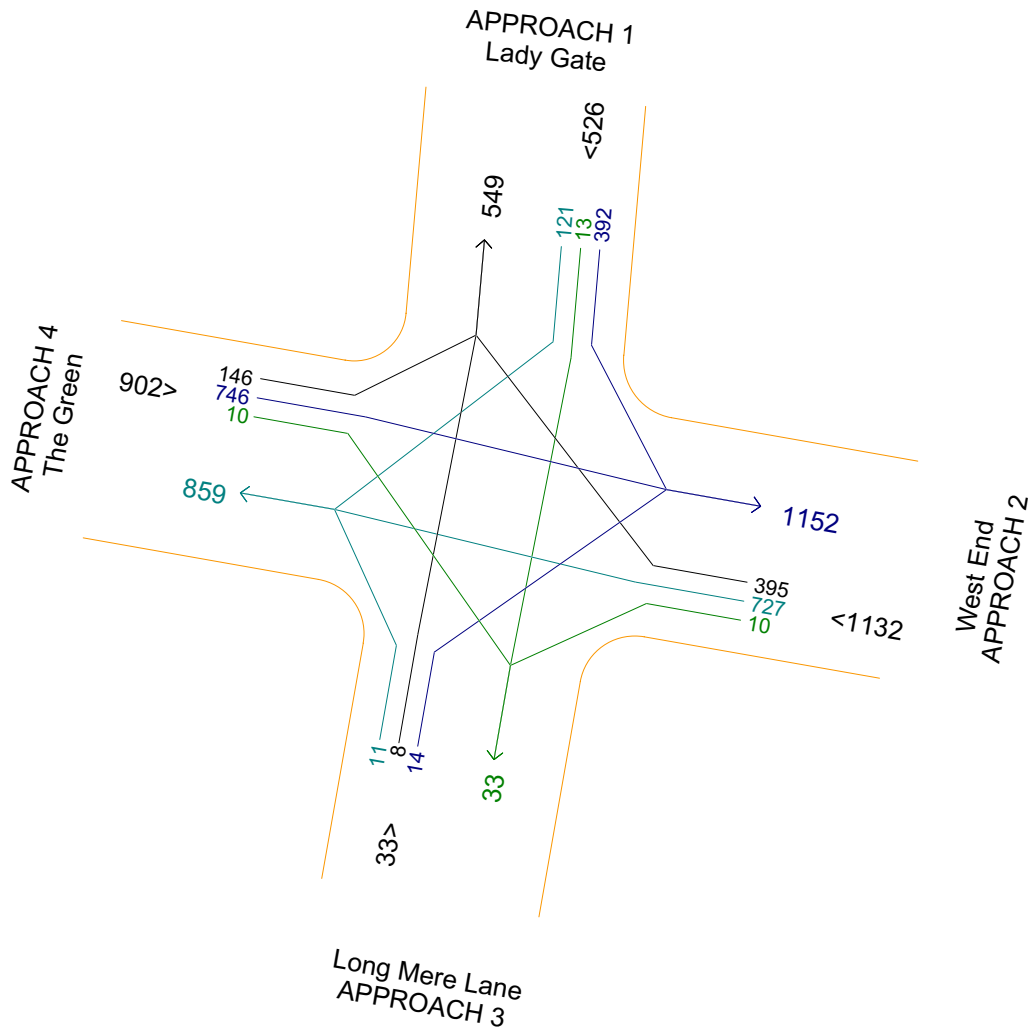 APPROACH 1
Lady Gate
<526
549
121
13
392
APPROACH 4
The Green
902>
146
746
10
859
1152
West End
APPROACH 2
395
727
10
<1132
11
8
14
33
33>
Long Mere Lane
APPROACH 3